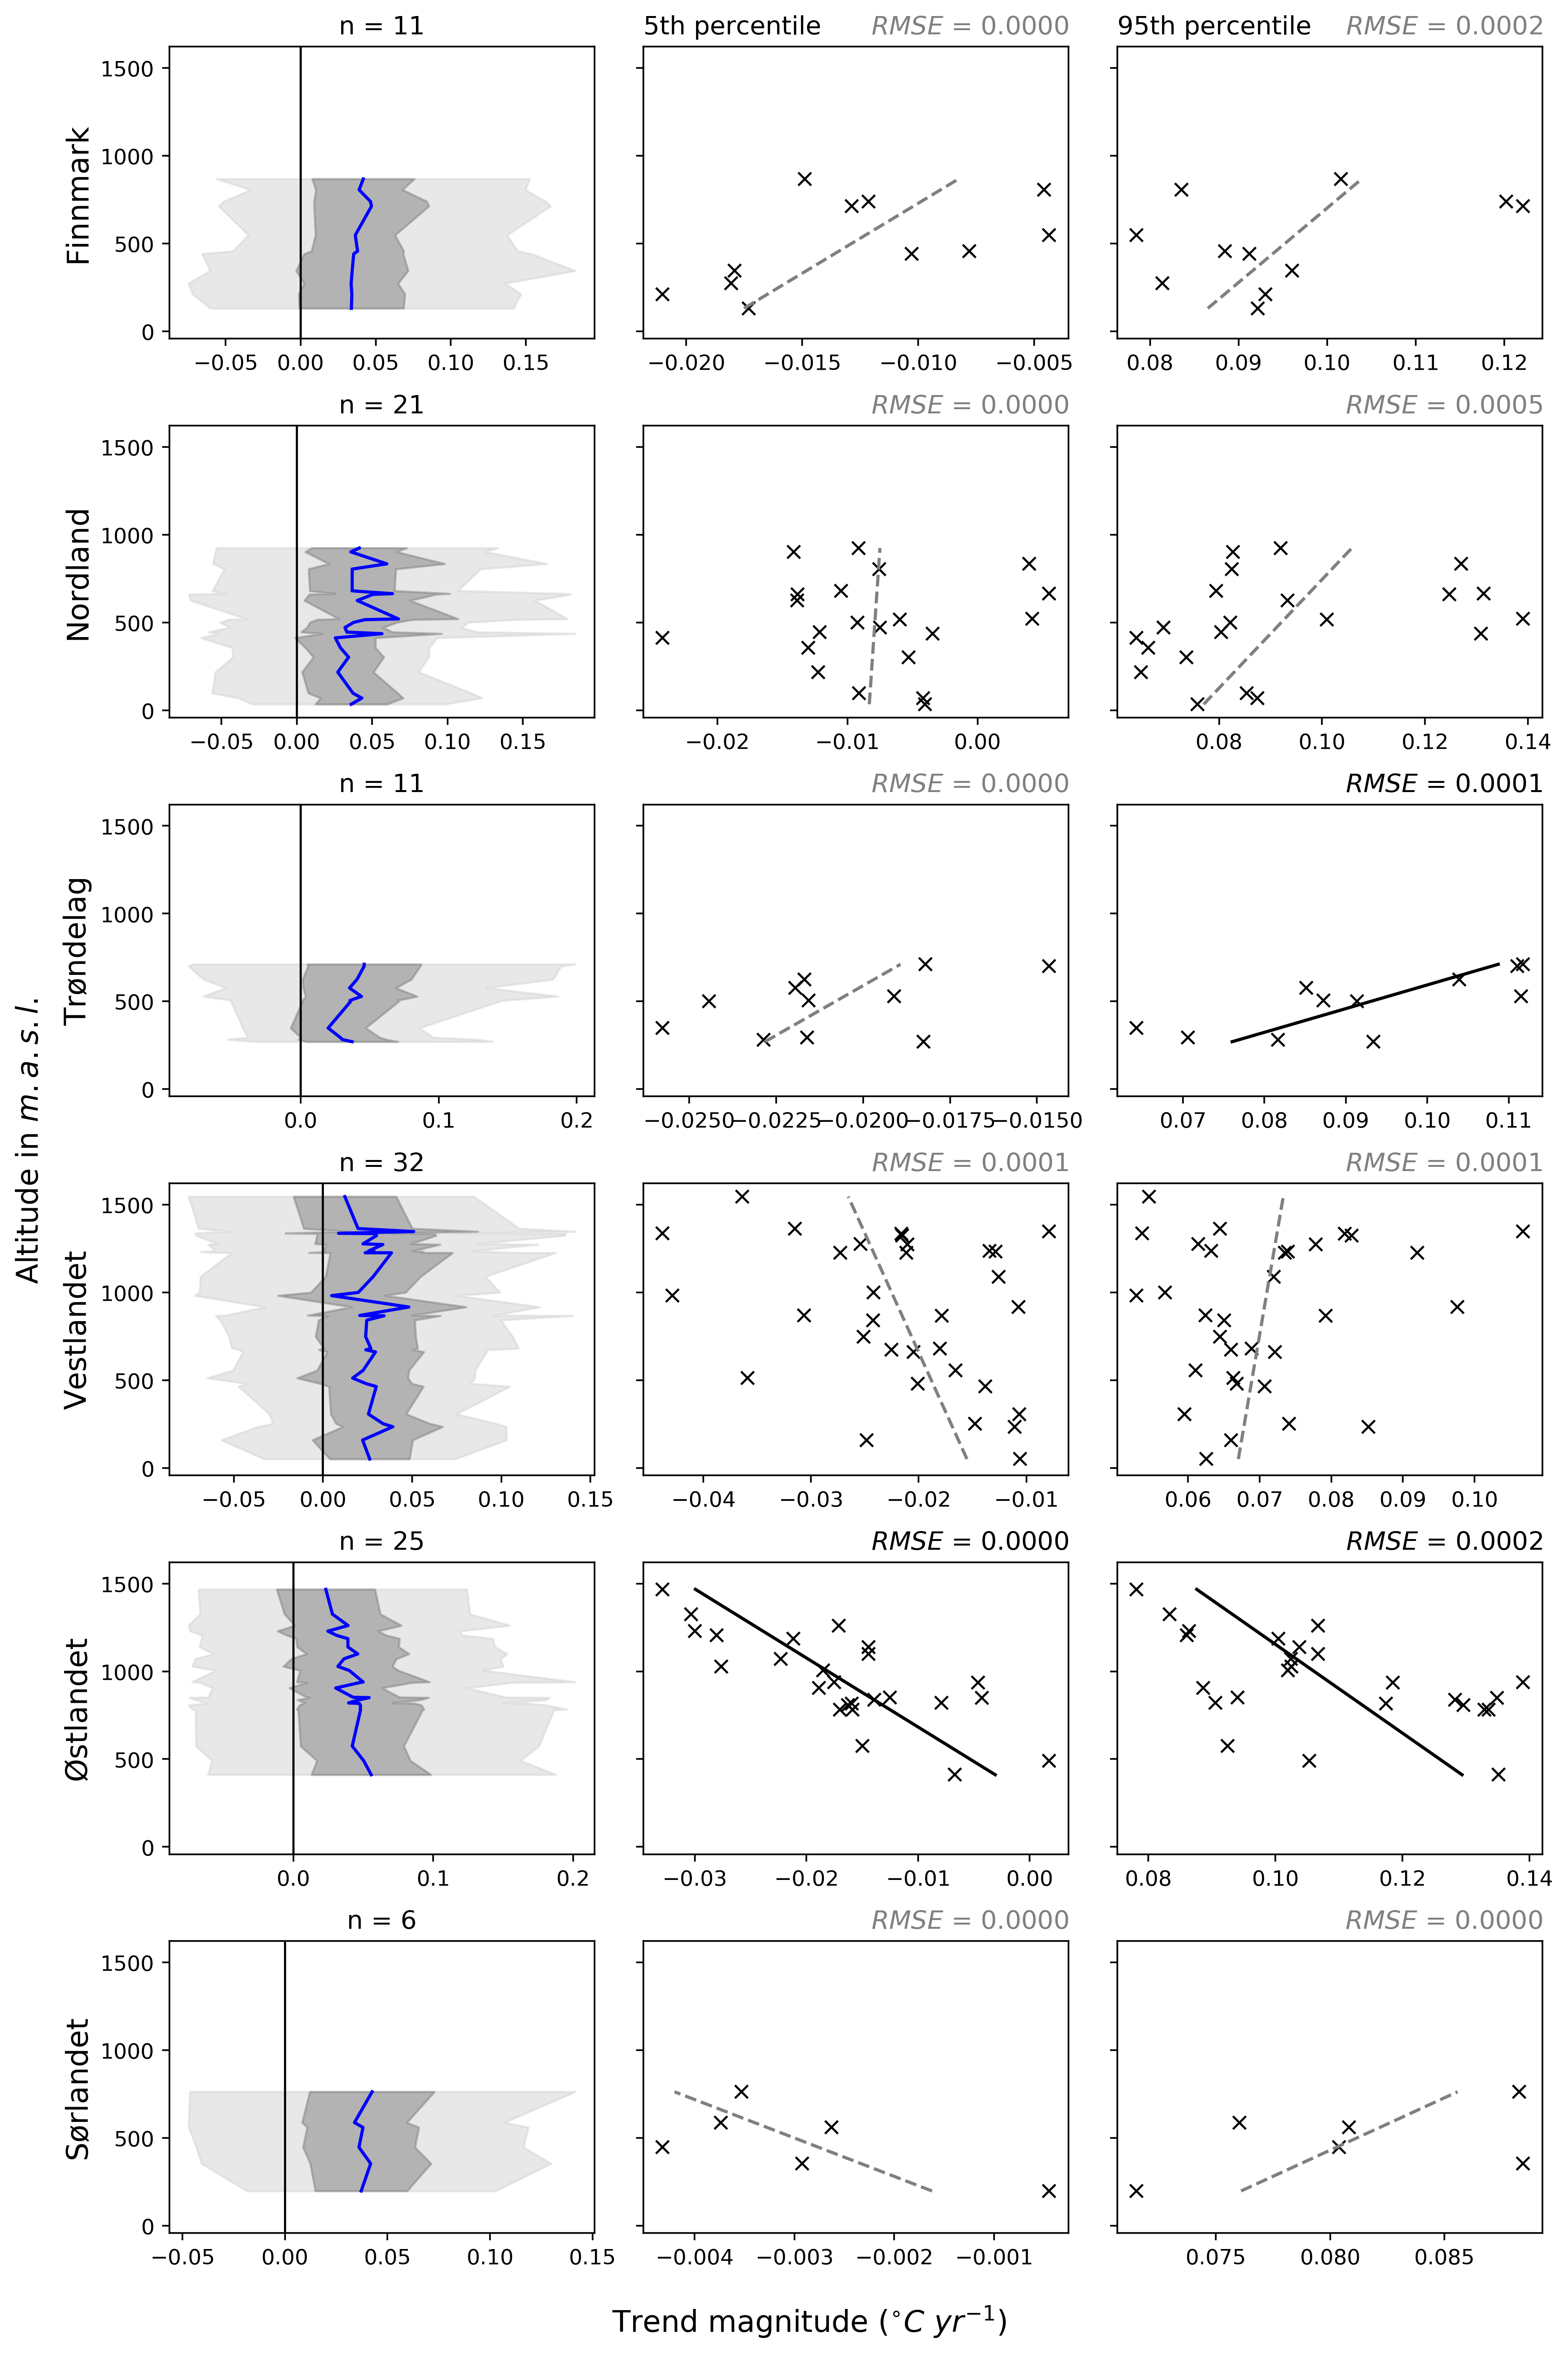 n = 11
5th percentile RMSE = 0.0000
95th percentile RMSE = 0.0002
Finnmark
1500
1000
500
0
−0.05 0.00 0.05 0.10 0.15
−0.020 −0.015 −0.010 −0.005
0.08 0.09 0.10 0.11 0.12
n = 21
RMSE = 0.0000
RMSE = 0.0005
Nordland
1500
1000
500
0
−0.05 0.00 0.05 0.10 0.15
−0.02 −0.01 0.00
0.08 0.10 0.12 0.14
n = 11
RMSE = 0.0000
RMSE = 0.0001
Trøndelag
1500
1000
500
0
0.0 0.1 0.2
−0.0250 −0.0225 −0.0200 −0.0175 −0.0150
0.07 0.08 0.09 0.10 0.11
Altitude in m.a.s.l.
n = 32
RMSE = 0.0001
RMSE = 0.0001
Vestlandet
1500
1000
500
0
−0.05 0.00 0.05 0.10 0.15
−0.04 −0.03 −0.02 −0.01
0.06 0.07 0.08 0.09 0.10
n = 25
RMSE = 0.0000
RMSE = 0.0002
Østlandet
1500
1000
500
0
0.0 0.1 0.2
−0.03 −0.02 −0.01 0.00
0.08 0.10 0.12 0.14
n = 6
RMSE = 0.0000
RMSE = 0.0000
Sørlandet
1500
1000
500
0
−0.05 0.00 0.05 0.10 0.15
−0.004 −0.003 −0.002 −0.001
0.075 0.080 0.085
Trend magnitude (°C yr⁻¹)